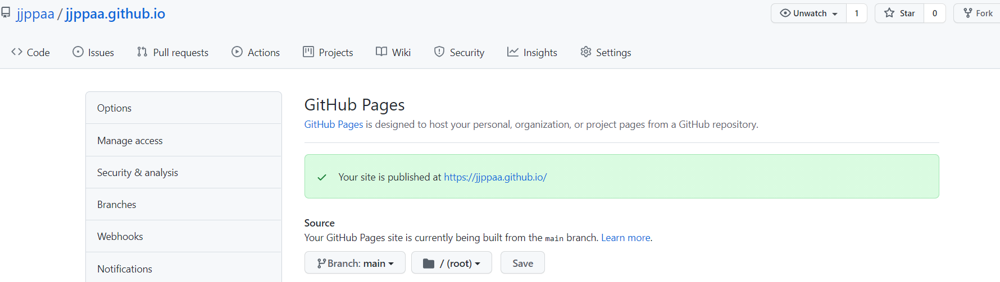 jjppaa / jjppaa.github.io
Unwatch 1 Star 0 Fork
Code Issues Pull requests Actions Projects Wiki Security Insights Settings
Options
Manage access
Security & analysis
Branches
Webhooks
Notifications
GitHub Pages
GitHub Pages is designed to host your personal, organization, or project pages from a GitHub repository.
Your site is published at https://jjppaa.github.io/
Source
Your GitHub Pages site is currently being built from the main branch. Learn more.
Branch: main / (root) Save